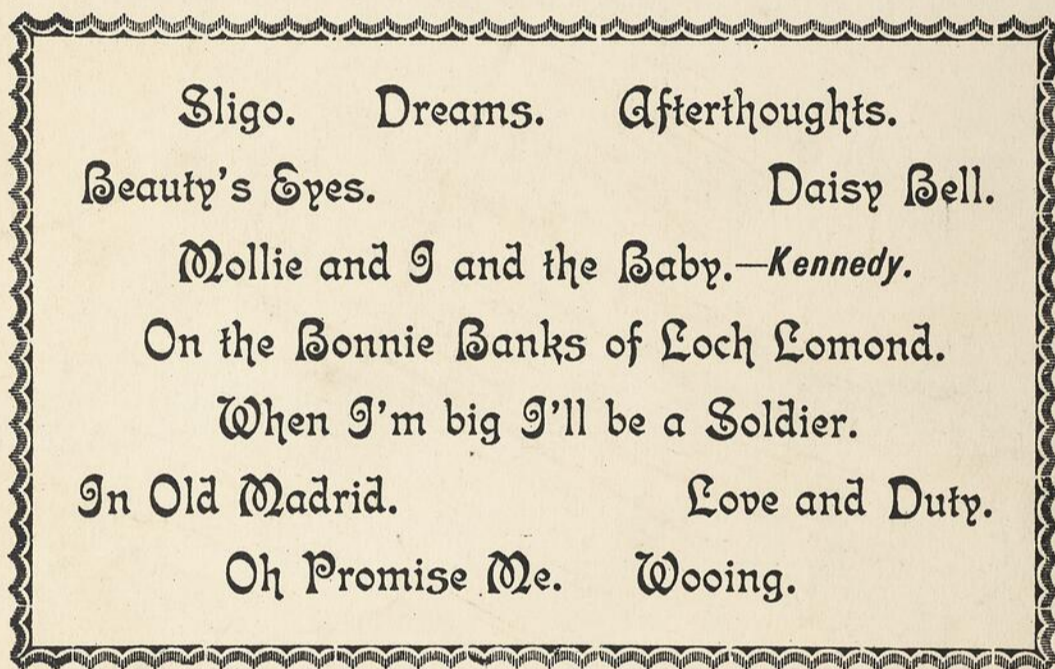 Sligo. Dreams. Afterthoughts.
Beauty's Eyes. Daisy Bell.
Mollie and I and the Baby.—Kennedy.
On the Bonnie Banks of Loch Lomond.
When I'm big I'll be a Soldier.
In Old Madrid. Love and Duty.
Oh Promise Me. Wooing.